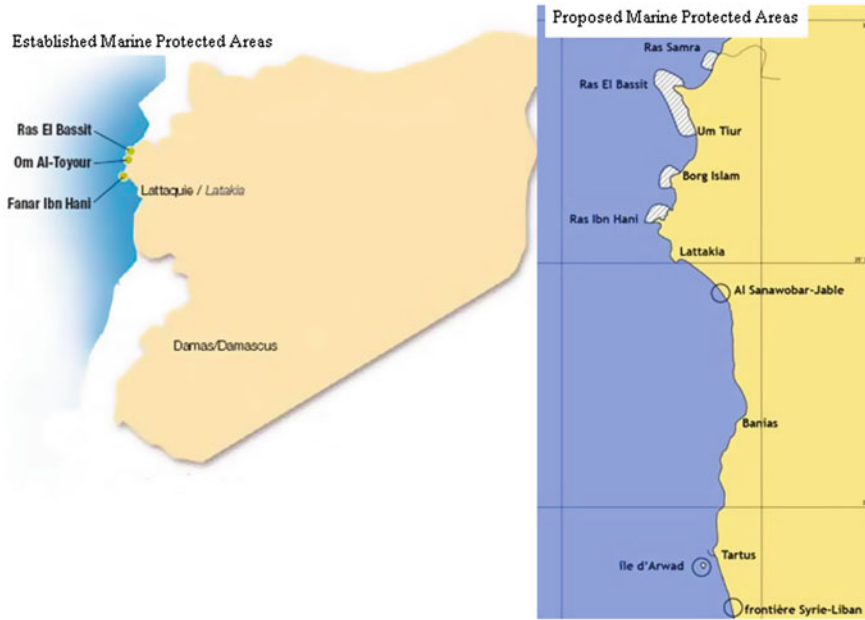 Established Marine Protected Areas
Ras El Bassit
Om Al-Toyour
Fanar Ibn Hani
Lattaquie / Latakia
Damas/Damascus
Proposed Marine Protected Areas
Ras Samra
Ras El Bassit
Um Tiur
Borg Islam
Ras Ibn Hani
Lattakia
Al Sanawobar-Jable
Banias
Tartus
île d'Arwad
frontière Syrie-Liban